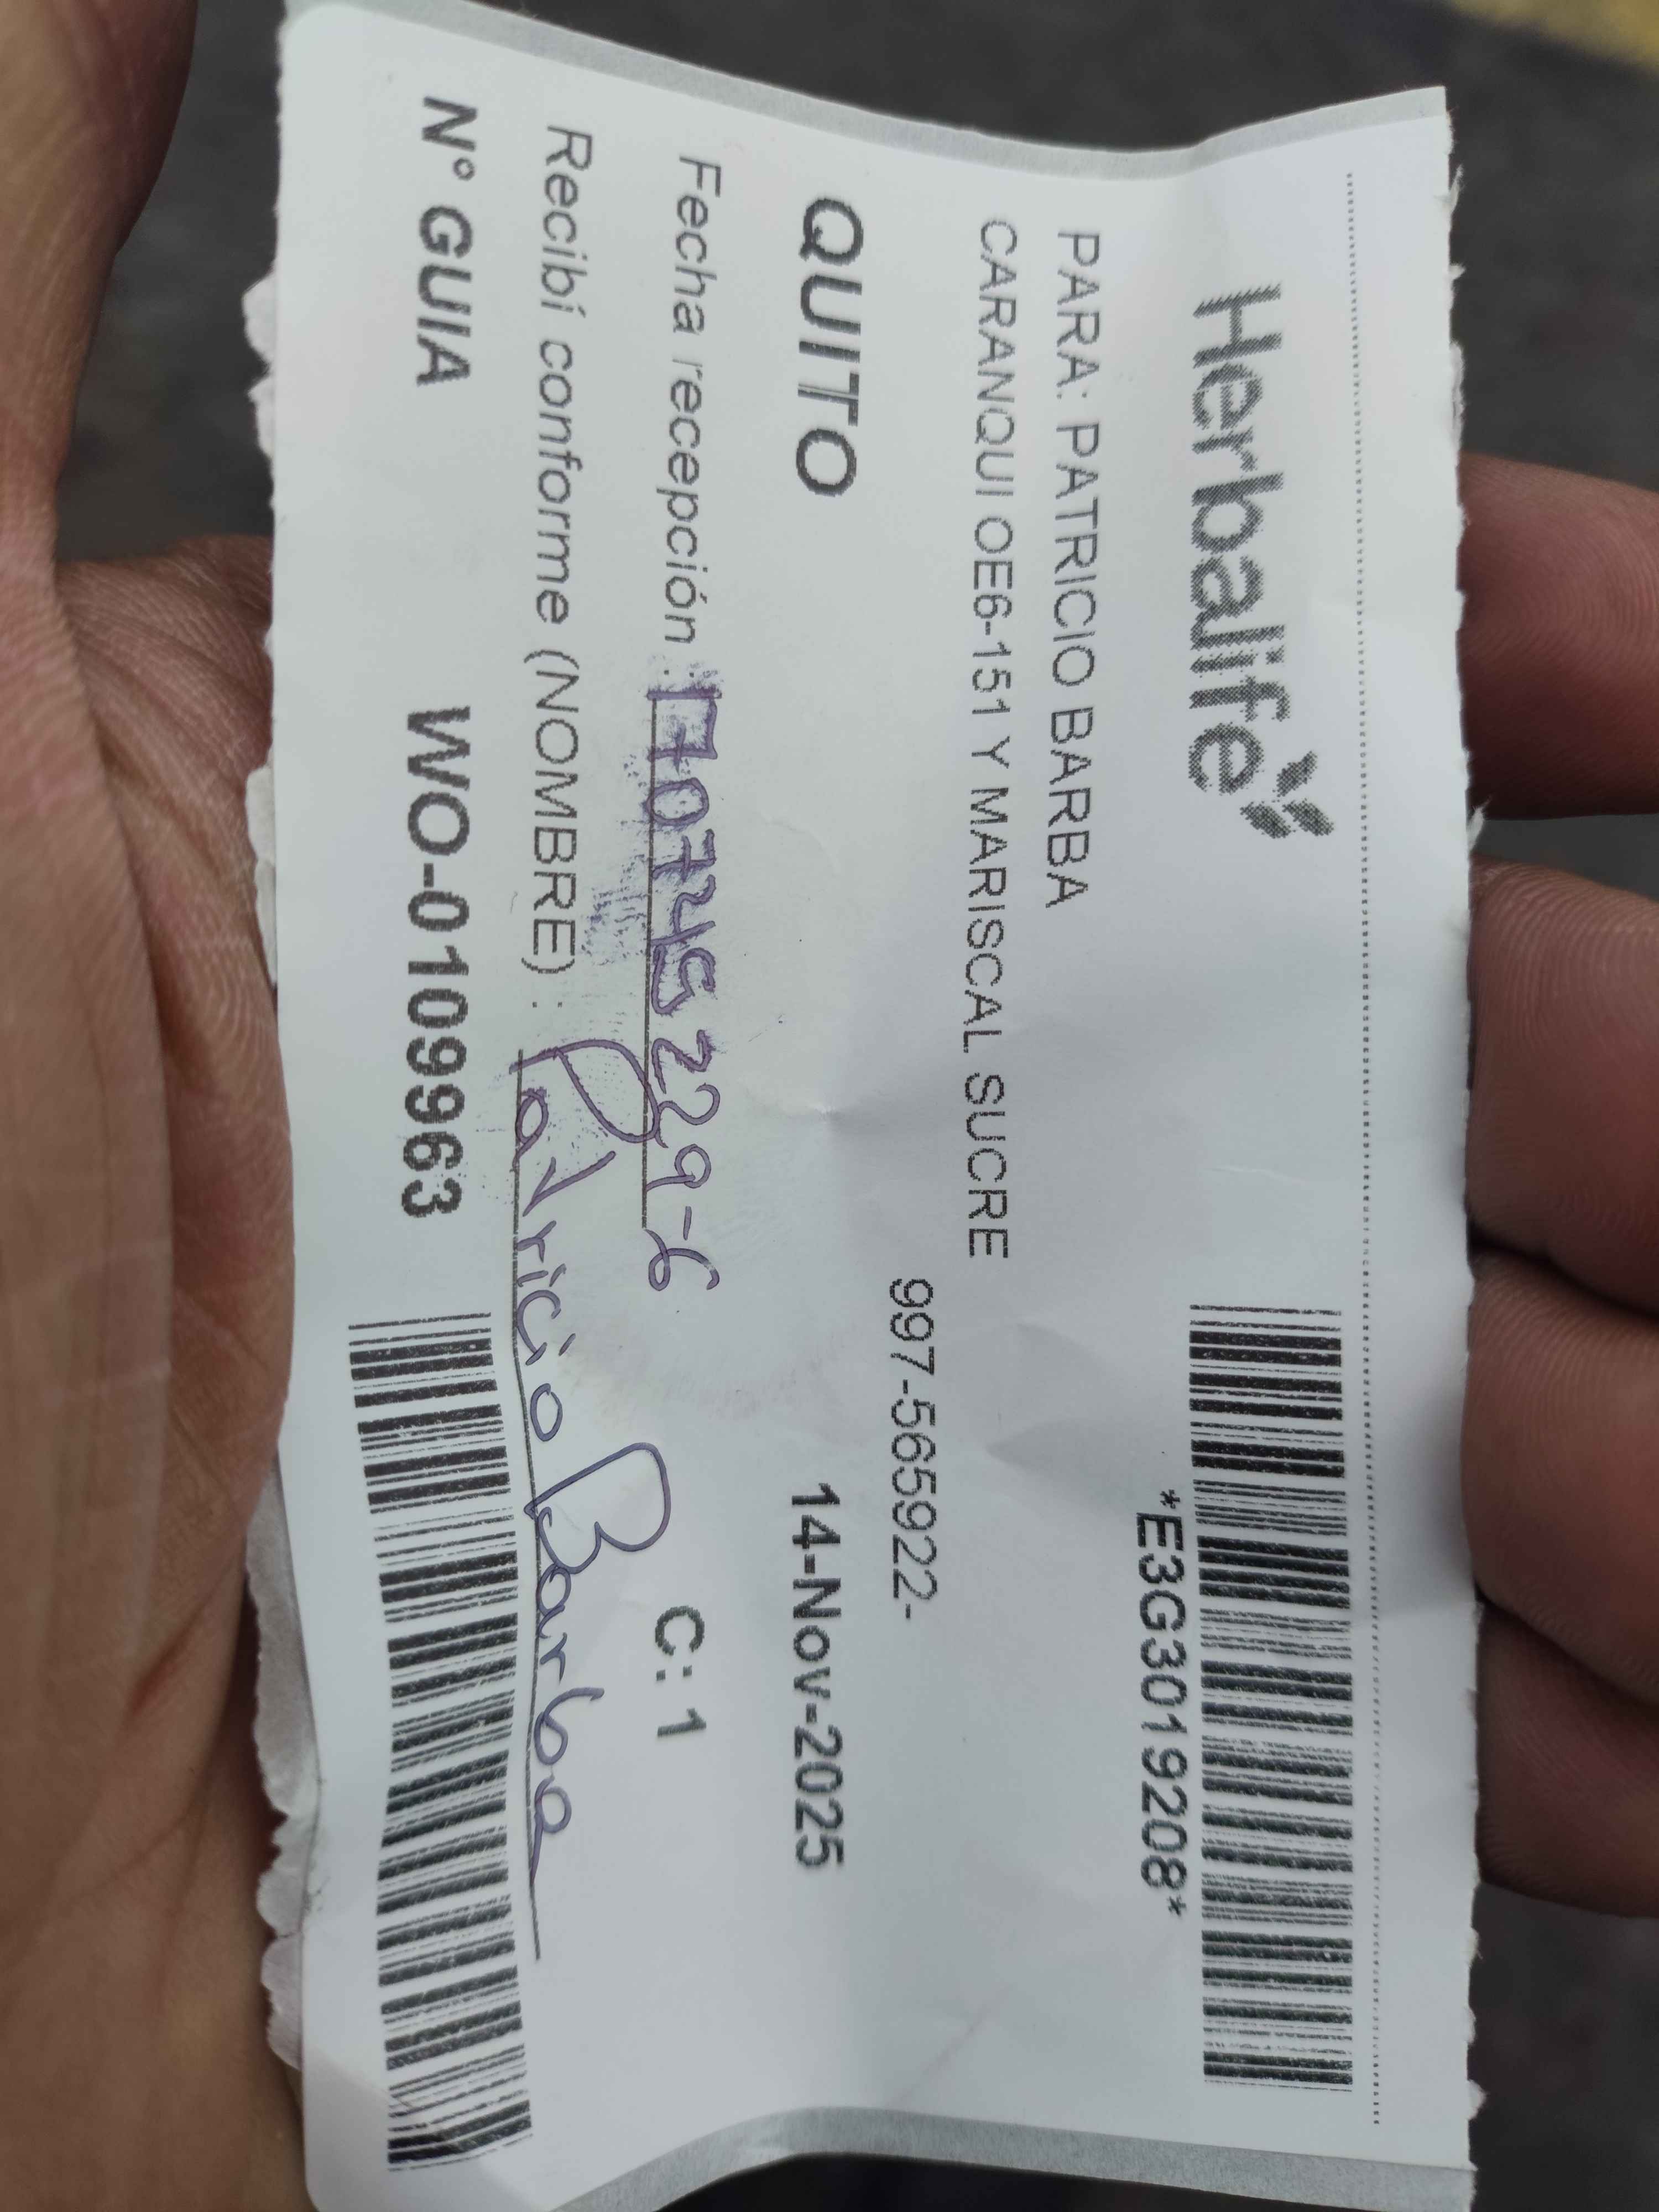 Herbalife
*E3G3019208*
PARA: PATRICIO BARBA
CARANQUI OE6-151 Y MARISCAL SUCRE
997-565922-
QUITO 14-Nov-2025
Fecha recepción : C: 1
Recibí conforme (NOMBRE) : Patricio Barba
N° GUIA WO-0109963